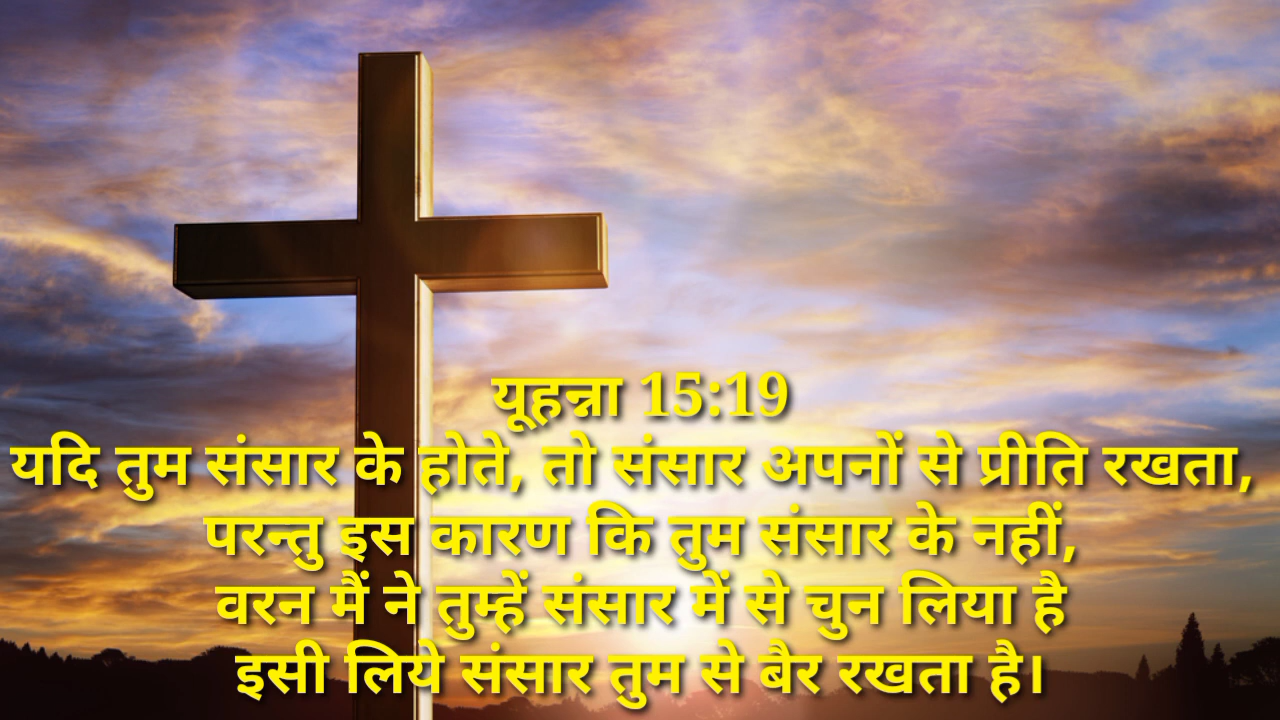 यूहन्ना 15:19
यदि तुम संसार के होते, तो संसार अपनों से प्रीति रखता,
परन्तु इस कारण कि तुम संसार के नहीं,
वरन मैं ने तुम्हें संसार में से चुन लिया है
इसी लिये संसार तुम से बैर रखता है।